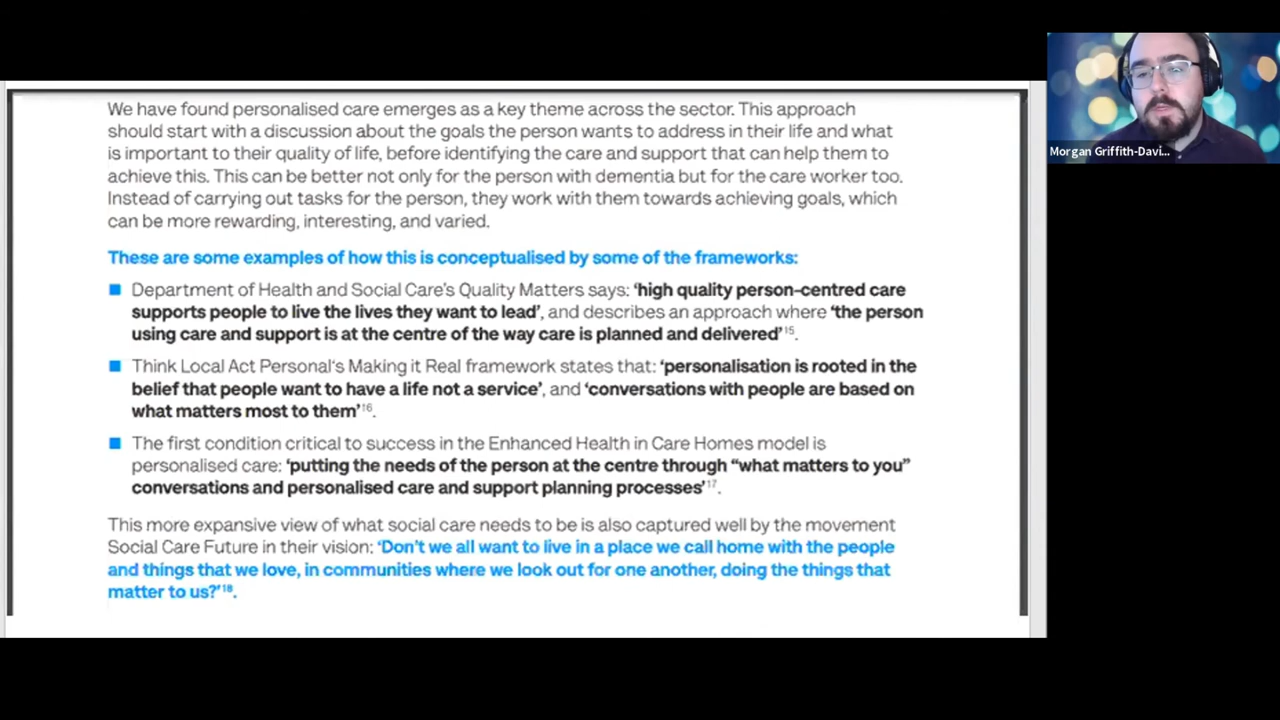 We have found personalised care emerges as a key theme across the sector. This approach
should start with a discussion about the goals the person wants to address in their life and what
is important to their quality of life, before identifying the care and support that can help them to
achieve this. This can be better not only for the person with dementia but for the care worker too.
Instead of carrying out tasks for the person, they work with them towards achieving goals, which
can be more rewarding, interesting, and varied.
These are some examples of how this is conceptualised by some of the frameworks:
■ Department of Health and Social Care's Quality Matters says: 'high quality person-centred care
supports people to live the lives they want to lead', and describes an approach where 'the person
using care and support is at the centre of the way care is planned and delivered'15.
■ Think Local Act Personal's Making it Real framework states that: 'personalisation is rooted in the
belief that people want to have a life not a service', and 'conversations with people are based on
what matters most to them'16.
■ The first condition critical to success in the Enhanced Health in Care Homes model is
personalised care: 'putting the needs of the person at the centre through “what matters to you”
conversations and personalised care and support planning processes'17.
This more expansive view of what social care needs to be is also captured well by the movement
Social Care Future in their vision: 'Don't we all want to live in a place we call home with the people
and things that we love, in communities where we look out for one another, doing the things that
matter to us?'18.
Morgan Griffith-Davi...